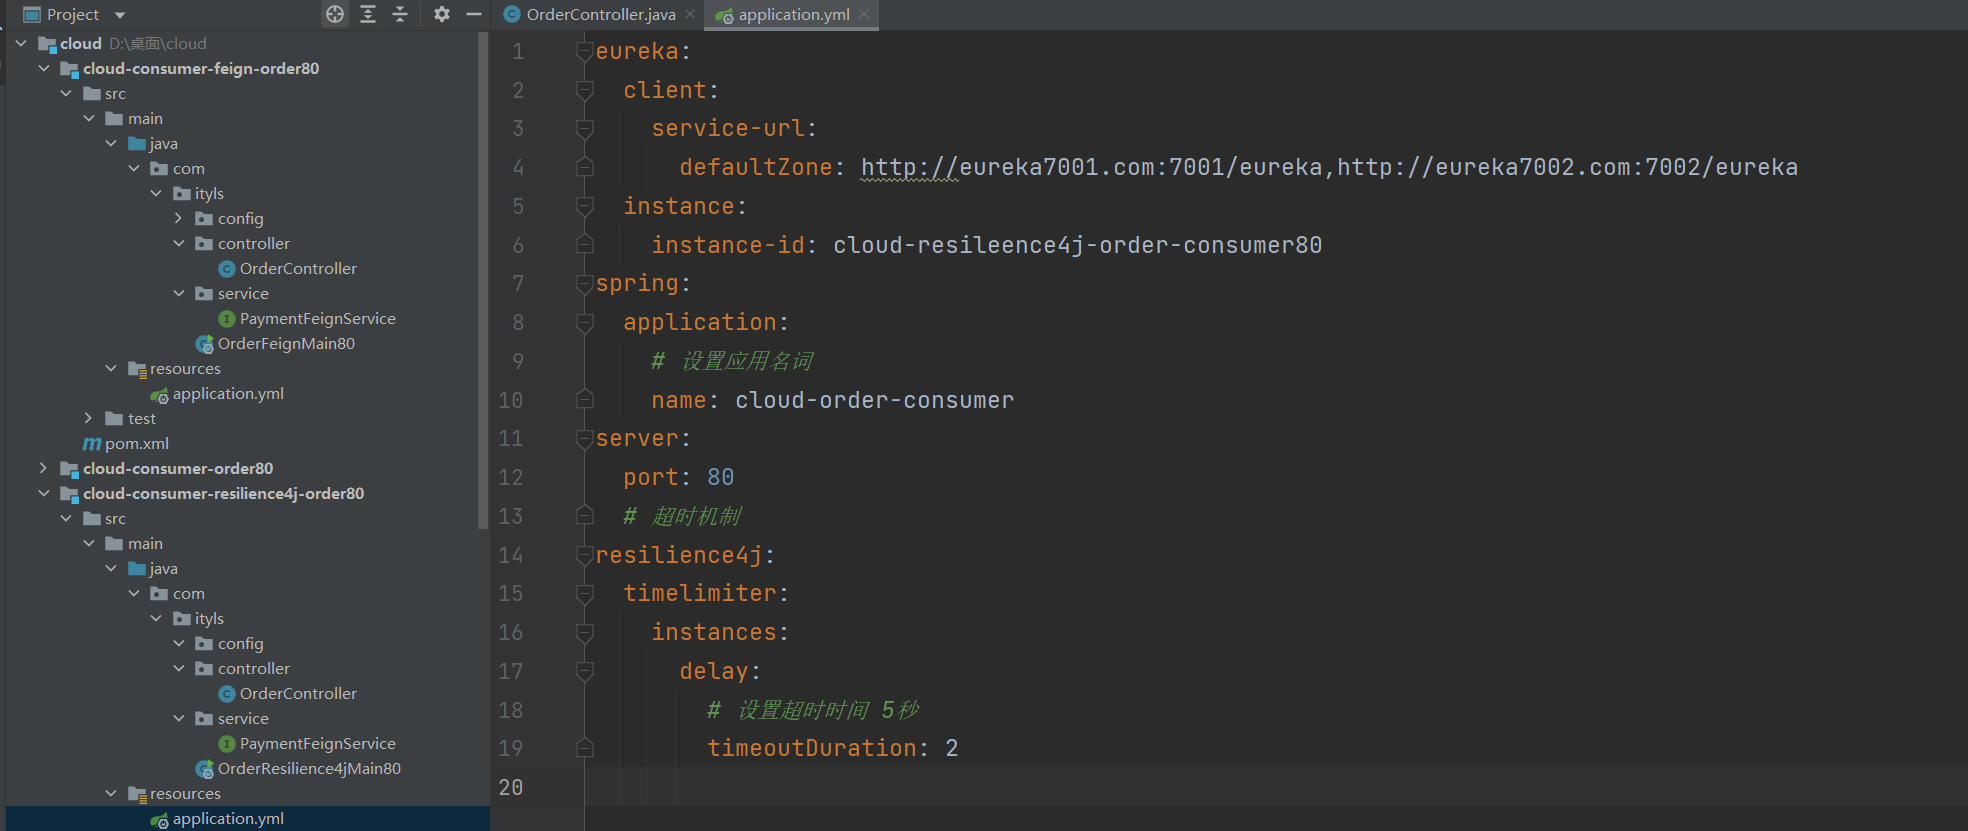 Project
cloud D:\桌面\cloud
cloud-consumer-feign-order80
src
main
java
com
ityls
config
controller
OrderController
service
PaymentFeignService
OrderFeignMain80
resources
application.yml
test
pom.xml
cloud-consumer-order80
cloud-consumer-resilience4j-order80
src
main
java
com
ityls
config
controller
OrderController
service
PaymentFeignService
OrderResilience4jMain80
resources
application.yml
OrderController.java application.yml
1 eureka:
2 client:
3 service-url:
4 defaultZone: http://eureka7001.com:7001/eureka,http://eureka7002.com:7002/eureka
5 instance:
6 instance-id: cloud-resileence4j-order-consumer80
7 spring:
8 application:
9 # 设置应用名词
10 name: cloud-order-consumer
11 server:
12 port: 80
13 # 超时机制
14 resilience4j:
15 timelimiter:
16 instances:
17 delay:
18 # 设置超时时间 5秒
19 timeoutDuration: 2
20